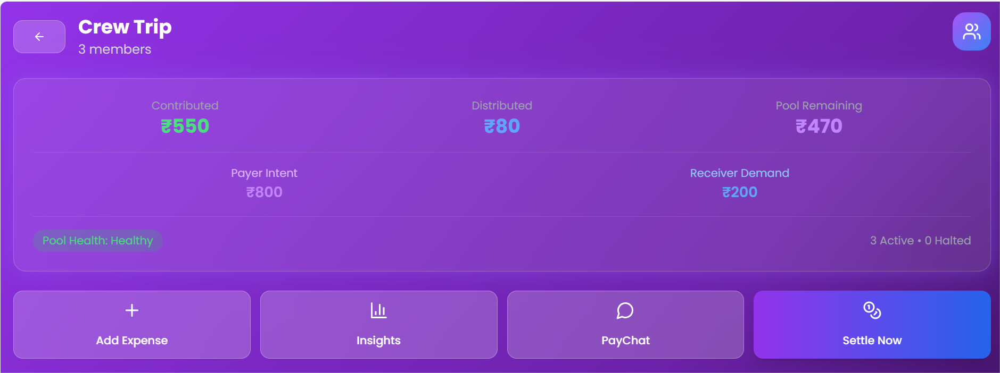 Crew Trip
3 members
Contributed
₹550
Distributed
₹80
Pool Remaining
₹470
Payer Intent
₹800
Receiver Demand
₹200
Pool Health: Healthy
3 Active • 0 Halted
Add Expense
Insights
PayChat
Settle Now